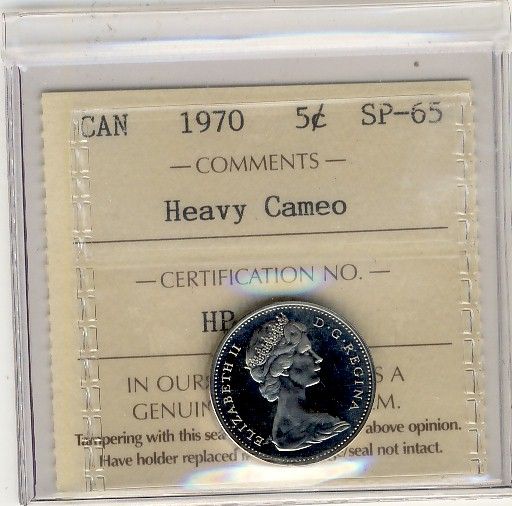 CAN 1970 5¢ SP-65
— COMMENTS —
Heavy Cameo
— CERTIFICATION NO. —
HP
IN OUR S A
GENUIN M.
Tampering with this sea above opinion.
Have holder replaced /seal not intact.
ELIZABETH II D·G·REGINA